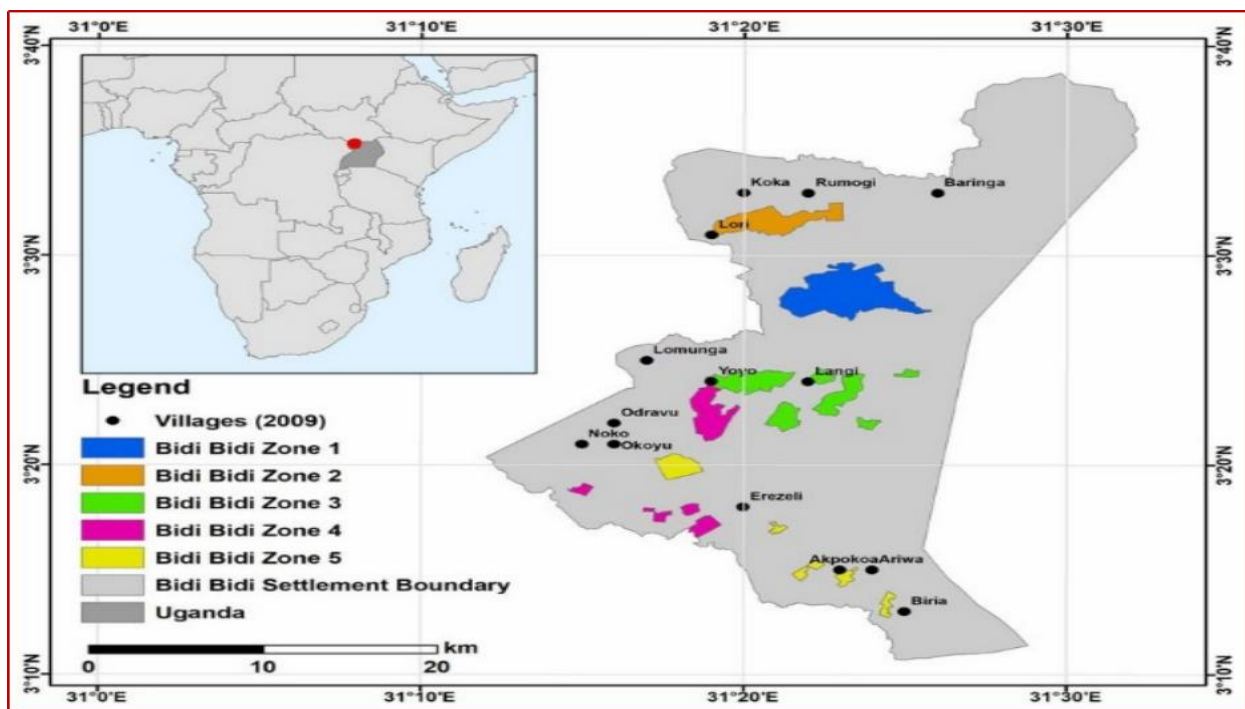 31°0'E 31°10'E 31°20'E 31°30'E
3°40'N 3°40'N
Koka Rumogi Baringa
Lori
3°30'N 3°30'N
Lomunga
Yoyo Langi
Legend
Villages (2009)
Odravu
Noko
Okoyu
Bidi Bidi Zone 1
Bidi Bidi Zone 2
3°20'N 3°20'N
Bidi Bidi Zone 3
Erezeli
Bidi Bidi Zone 4
Bidi Bidi Zone 5
Akpokoa Ariwa
Bidi Bidi Settlement Boundary
Biria
Uganda
km
0 10 20
3°10'N 3°10'N
31°0'E 31°10'E 31°20'E 31°30'E